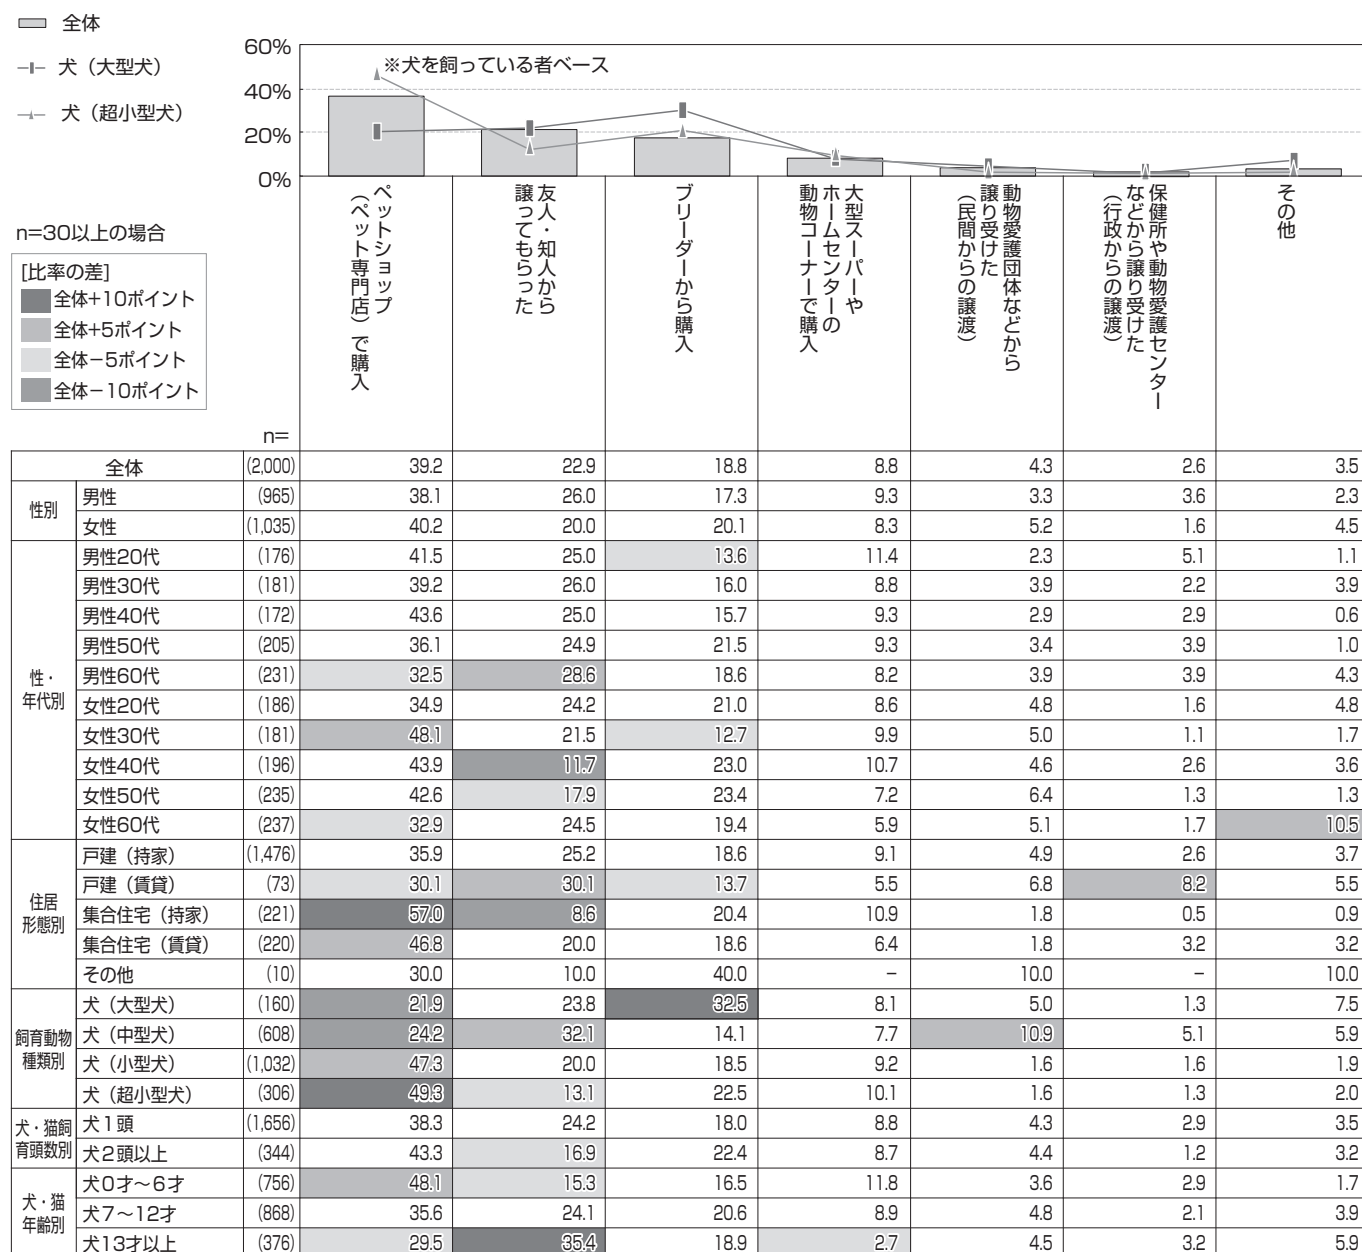 全体
犬（大型犬）
犬（超小型犬）
60%
40%
20%
0%
※犬を飼っている者ベース
ペットショップ
（ペット専門店）で購入
友人・知人から
譲ってもらった
ブリーダーから購入
大型スーパーや
ホームセンターの
動物コーナーで購入
動物愛護団体などから
譲り受けた
（民間からの譲渡）
保健所や動物愛護センター
などから譲り受けた
（行政からの譲渡）
その他
n=30以上の場合
[比率の差]
全体+10ポイント
全体+5ポイント
全体−5ポイント
全体−10ポイント
n=
全体 (2,000) 39.2 22.9 18.8 8.8 4.3 2.6 3.5
性別
男性 (965) 38.1 26.0 17.3 9.3 3.3 3.6 2.3
女性 (1,035) 40.2 20.0 20.1 8.3 5.2 1.6 4.5
性・
年代別
男性20代 (176) 41.5 25.0 13.6 11.4 2.3 5.1 1.1
男性30代 (181) 39.2 26.0 16.0 8.8 3.9 2.2 3.9
男性40代 (172) 43.6 25.0 15.7 9.3 2.9 2.9 0.6
男性50代 (205) 36.1 24.9 21.5 9.3 3.4 3.9 1.0
男性60代 (231) 32.5 28.6 18.6 8.2 3.9 3.9 4.3
女性20代 (186) 34.9 24.2 21.0 8.6 4.8 1.6 4.8
女性30代 (181) 48.1 21.5 12.7 9.9 5.0 1.1 1.7
女性40代 (196) 43.9 11.7 23.0 10.7 4.6 2.6 3.6
女性50代 (235) 42.6 17.9 23.4 7.2 6.4 1.3 1.3
女性60代 (237) 32.9 24.5 19.4 5.9 5.1 1.7 10.5
住居
形態別
戸建（持家） (1,476) 35.9 25.2 18.6 9.1 4.9 2.6 3.7
戸建（賃貸） (73) 30.1 30.1 13.7 5.5 6.8 8.2 5.5
集合住宅（持家） (221) 57.0 8.6 20.4 10.9 1.8 0.5 0.9
集合住宅（賃貸） (220) 46.8 20.0 18.6 6.4 1.8 3.2 3.2
その他 (10) 30.0 10.0 40.0 − 10.0 − 10.0
飼育動物
種類別
犬（大型犬） (160) 21.9 23.8 32.5 8.1 5.0 1.3 7.5
犬（中型犬） (608) 24.2 32.1 14.1 7.7 10.9 5.1 5.9
犬（小型犬） (1,032) 47.3 20.0 18.5 9.2 1.6 1.6 1.9
犬（超小型犬） (306) 49.3 13.1 22.5 10.1 1.6 1.3 2.0
犬・猫飼
育頭数別
犬1頭 (1,656) 38.3 24.2 18.0 8.8 4.3 2.9 3.5
犬2頭以上 (344) 43.3 16.9 22.4 8.7 4.4 1.2 3.2
犬・猫
年齢別
犬0才～6才 (756) 48.1 15.3 16.5 11.8 3.6 2.9 1.7
犬7～12才 (868) 35.6 24.1 20.6 8.9 4.8 2.1 3.9
犬13才以上 (376) 29.5 35.4 18.9 2.7 4.5 3.2 5.9